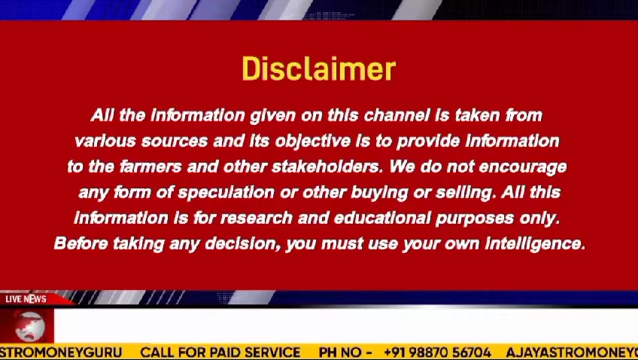 Disclaimer
All the information given on this channel is taken from
various sources and its objective is to provide information
to the farmers and other stakeholders. We do not encourage
any form of speculation or other buying or selling. All this
information is for research and educational purposes only.
Before taking any decision, you must use your own intelligence.
LIVE NEWS
STROMONEYGURU CALL FOR PAID SERVICE PH NO - +91 98870 56704 AJAYASTROMONEYG